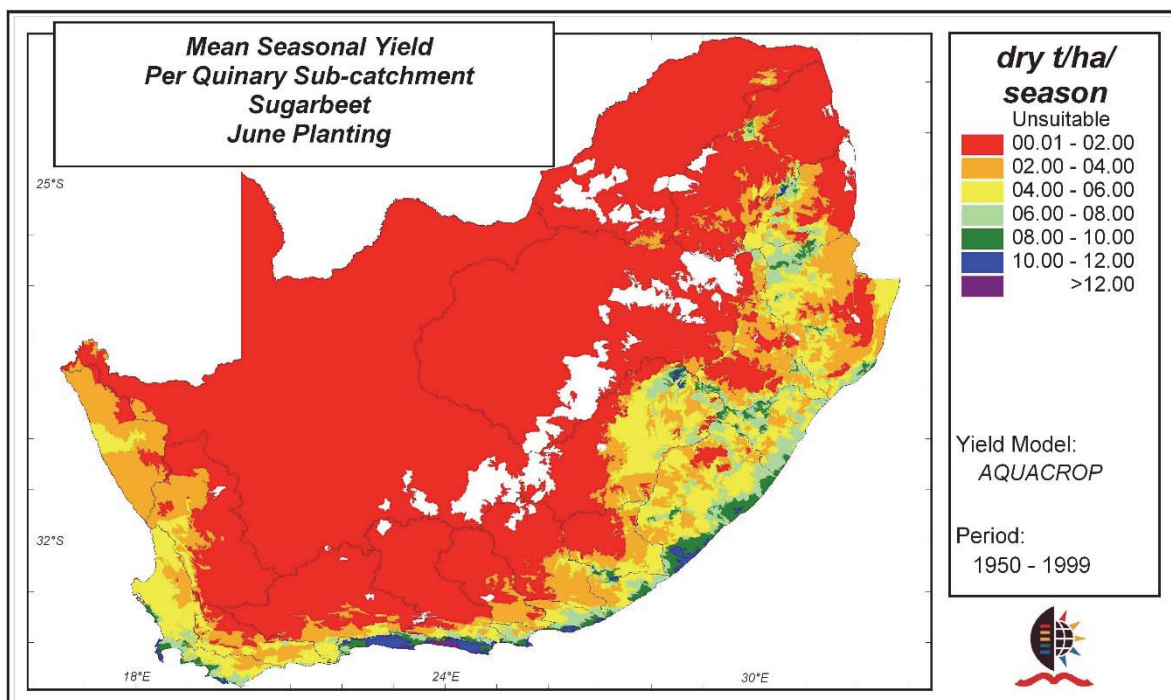 Mean Seasonal Yield
Per Quinary Sub-catchment
Sugarbeet
June Planting
dry t/ha/
season
Unsuitable
00.01 - 02.00
02.00 - 04.00
04.00 - 06.00
06.00 - 08.00
08.00 - 10.00
10.00 - 12.00
>12.00
25°S
32°S
Yield Model:
AQUACROP
Period:
1950 - 1999
18°E
24°E
30°E